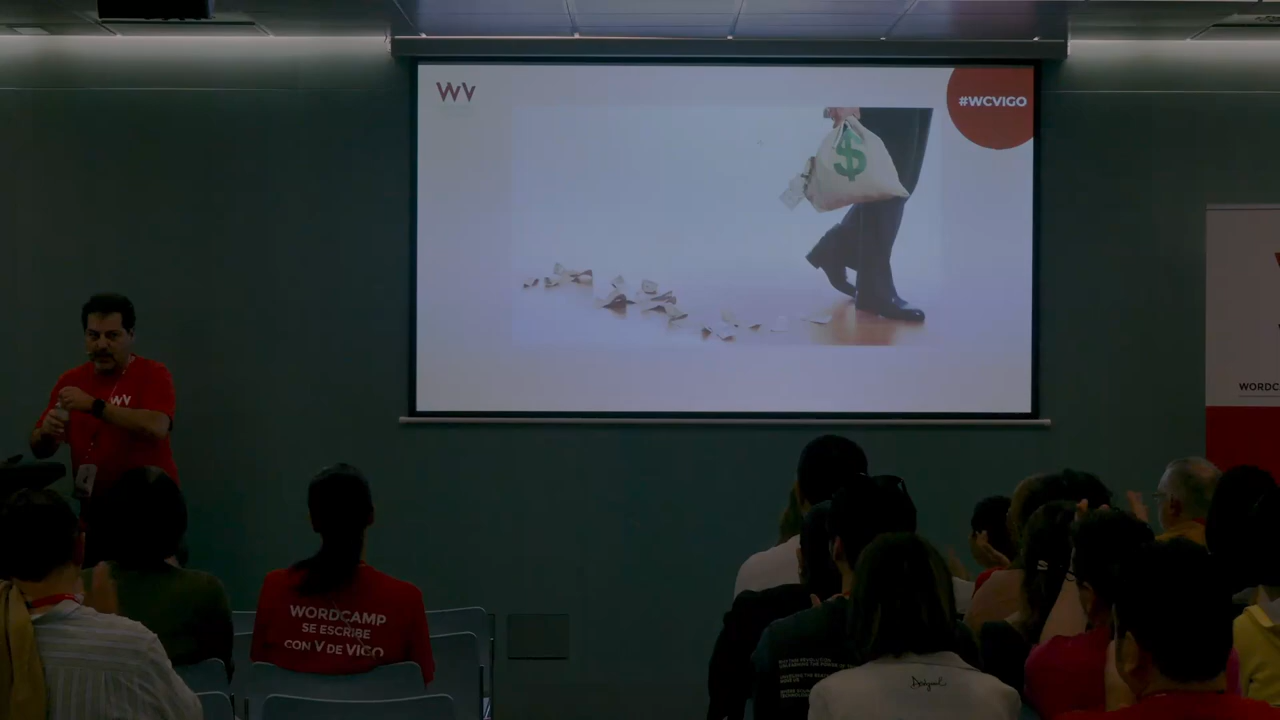 WV
#WCVIGO
$
WV
WORDC
WORDCAMP
SE ESCRIBE
CON V DE VIGO
Desigual